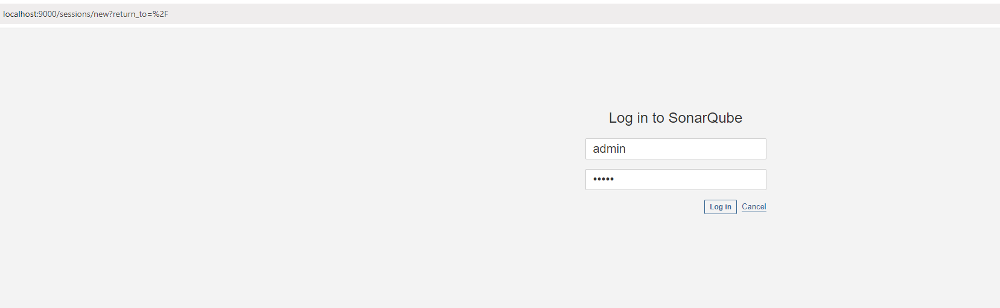 localhost:9000/sessions/new?return_to=%2F
Log in to SonarQube
admin
•••••
Log in Cancel